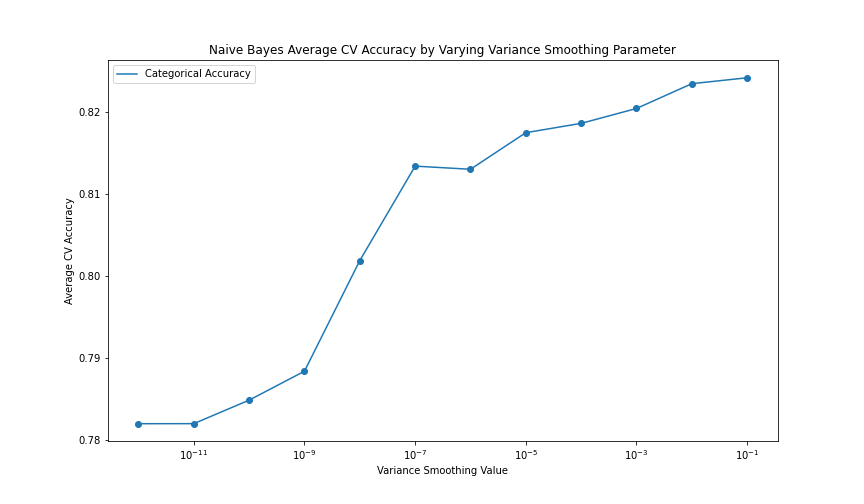 Naive Bayes Average CV Accuracy by Varying Variance Smoothing Parameter
Categorical Accuracy
0.82
0.81
0.80
0.79
0.78
Average CV Accuracy
10⁻¹¹ 10⁻⁹ 10⁻⁷ 10⁻⁵ 10⁻³ 10⁻¹
Variance Smoothing Value